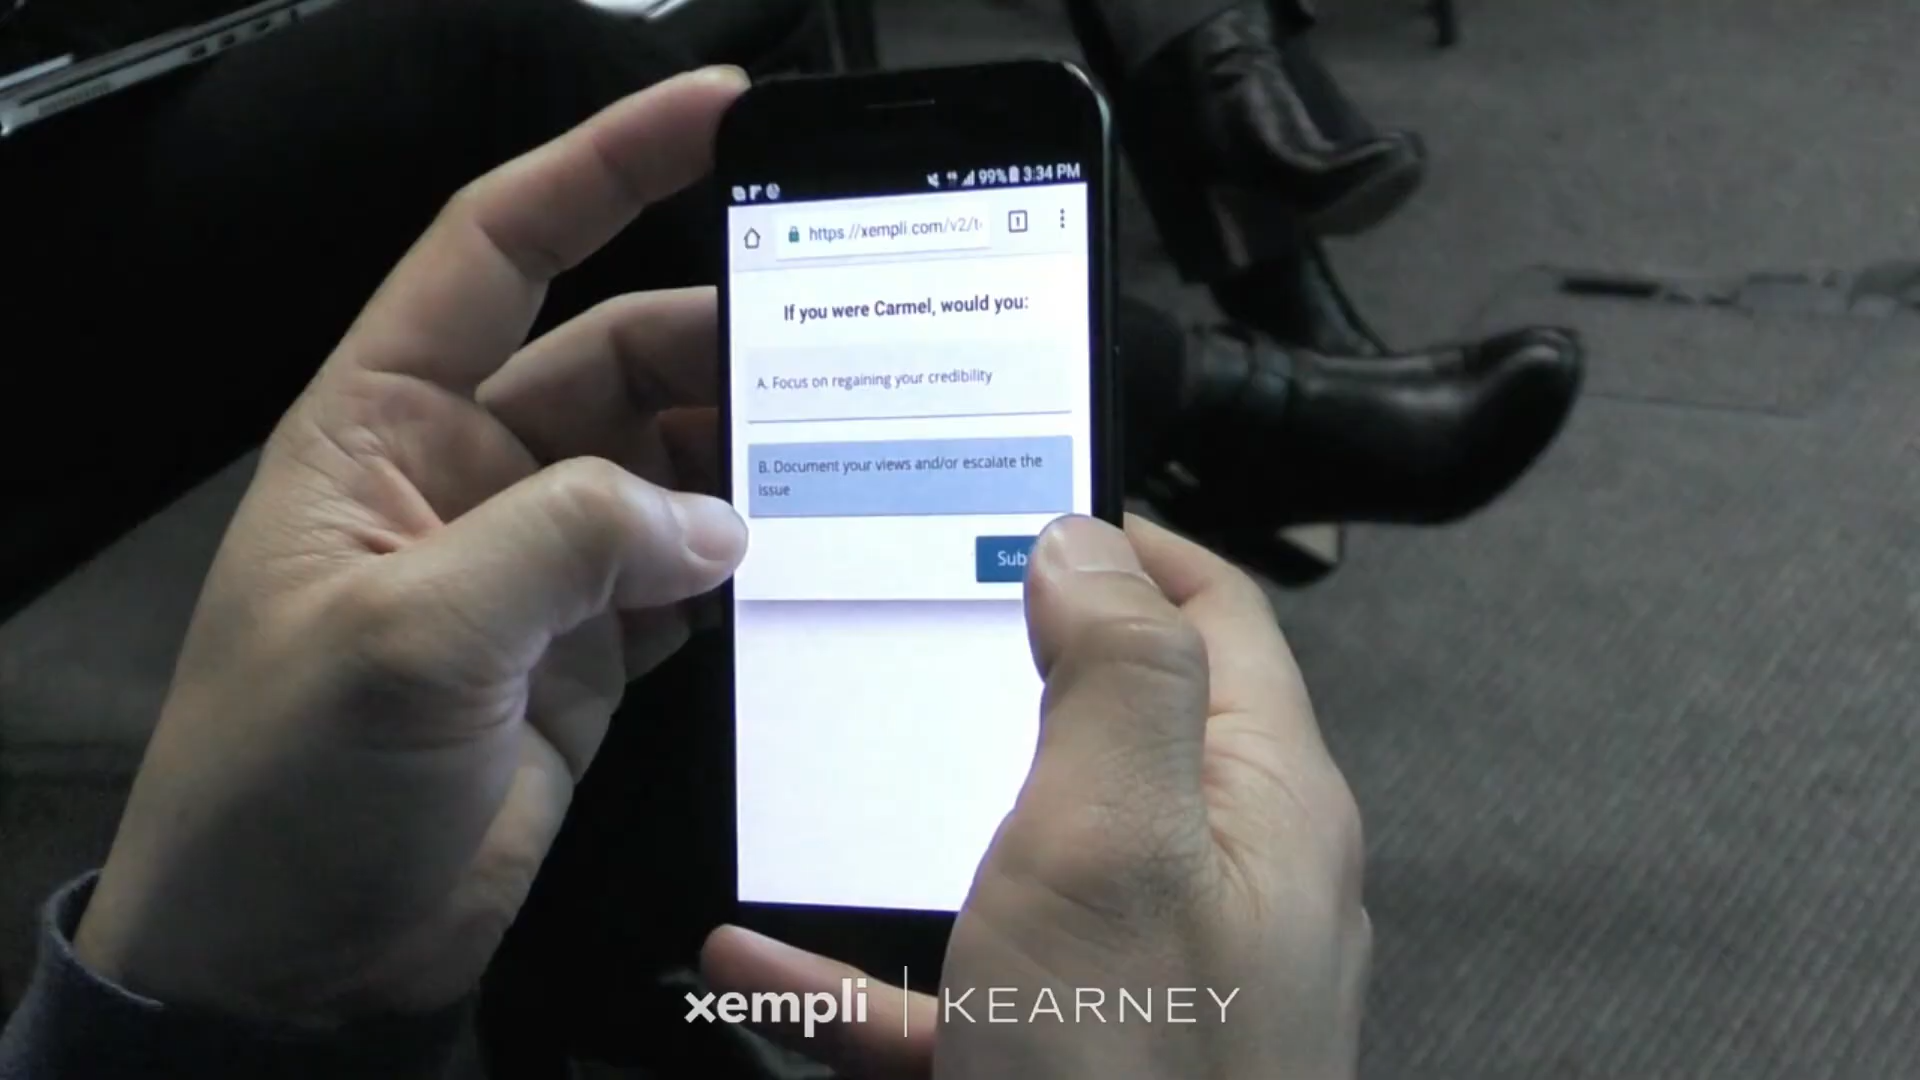 99% 3:34 PM
https://xempli.com/v2/t
1
If you were Carmel, would you:
A. Focus on regaining your credibility
B. Document your views and/or escalate the
issue
Sub
xempli | KEARNEY